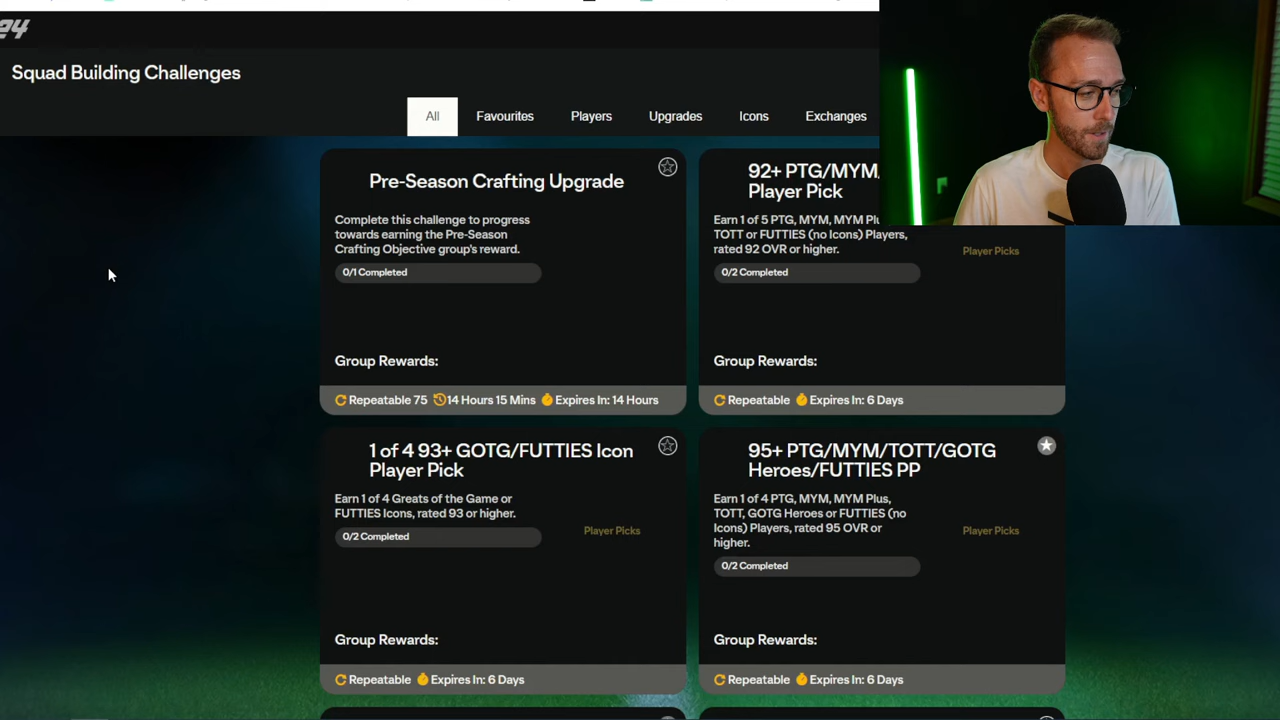 24
Squad Building Challenges
All Favourites Players Upgrades Icons Exchanges
Pre-Season Crafting Upgrade
Complete this challenge to progress
towards earning the Pre-Season
Crafting Objective group's reward.
0/1 Completed
Group Rewards:
Repeatable 75 14 Hours 15 Mins Expires In: 14 Hours
92+ PTG/MYM/
Player Pick
Earn 1 of 5 PTG, MYM, MYM Plu
TOTT or FUTTIES (no Icons) Players,
rated 92 OVR or higher.
Player Picks
0/2 Completed
Group Rewards:
Repeatable Expires In: 6 Days
1 of 4 93+ GOTG/FUTTIES Icon
Player Pick
Earn 1 of 4 Greats of the Game or
FUTTIES Icons, rated 93 or higher.
Player Picks
0/2 Completed
Group Rewards:
Repeatable Expires In: 6 Days
95+ PTG/MYM/TOTT/GOTG
Heroes/FUTTIES PP
Earn 1 of 4 PTG, MYM, MYM Plus,
TOTT, GOTG Heroes or FUTTIES (no
Icons) Players, rated 95 OVR or
higher.
Player Picks
0/2 Completed
Group Rewards:
Repeatable Expires In: 6 Days